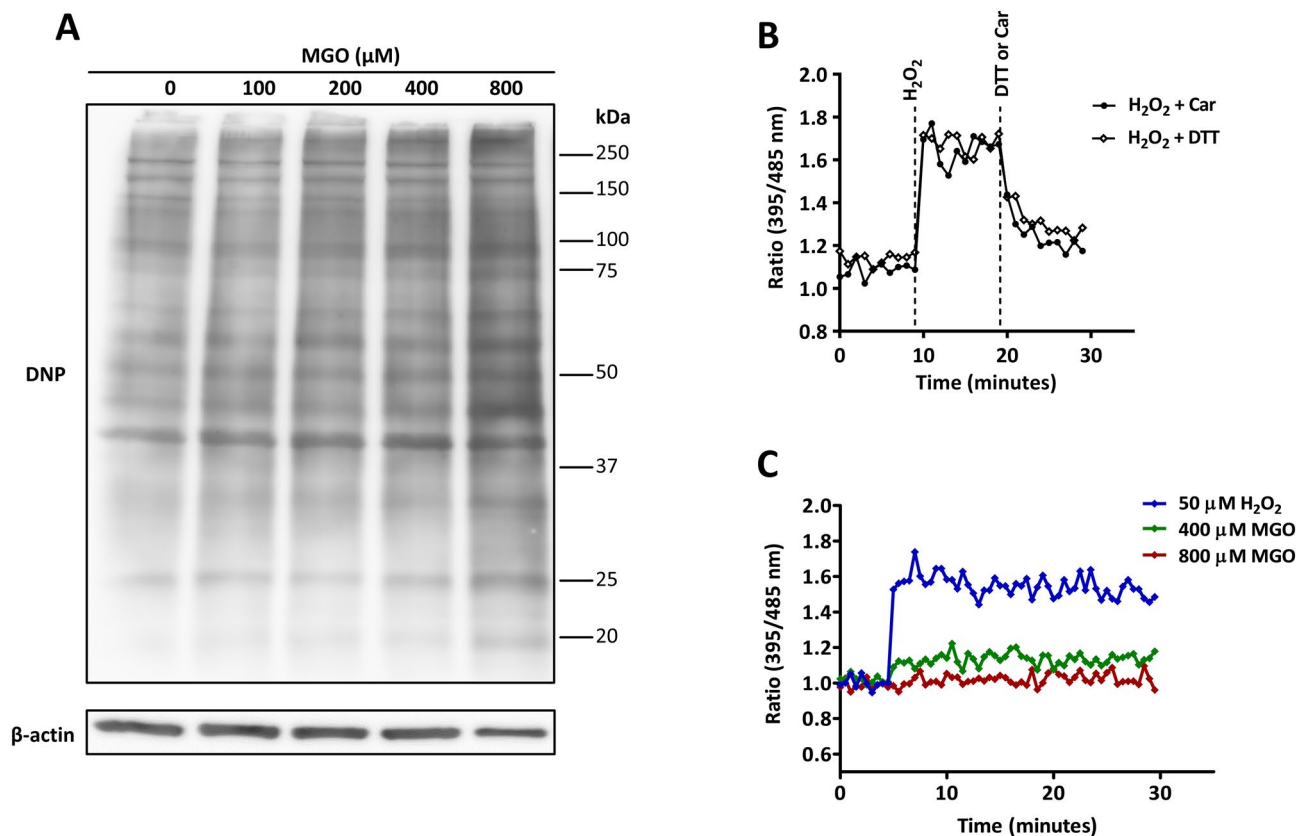 A
MGO (µM)
0 100 200 400 800
kDa
250
150
100
75
50
37
25
20
DNP
β-actin
B
H₂O₂
DTT or Car
2.0
1.8
1.6
1.4
1.2
1.0
0.8
Ratio (395/485 nm)
0 10 20 30
Time (minutes)
H₂O₂ + Car
H₂O₂ + DTT
C
2.0
1.8
1.6
1.4
1.2
1.0
0.8
0.6
Ratio (395/485 nm)
0 10 20 30
Time (minutes)
50 µM H₂O₂
400 µM MGO
800 µM MGO